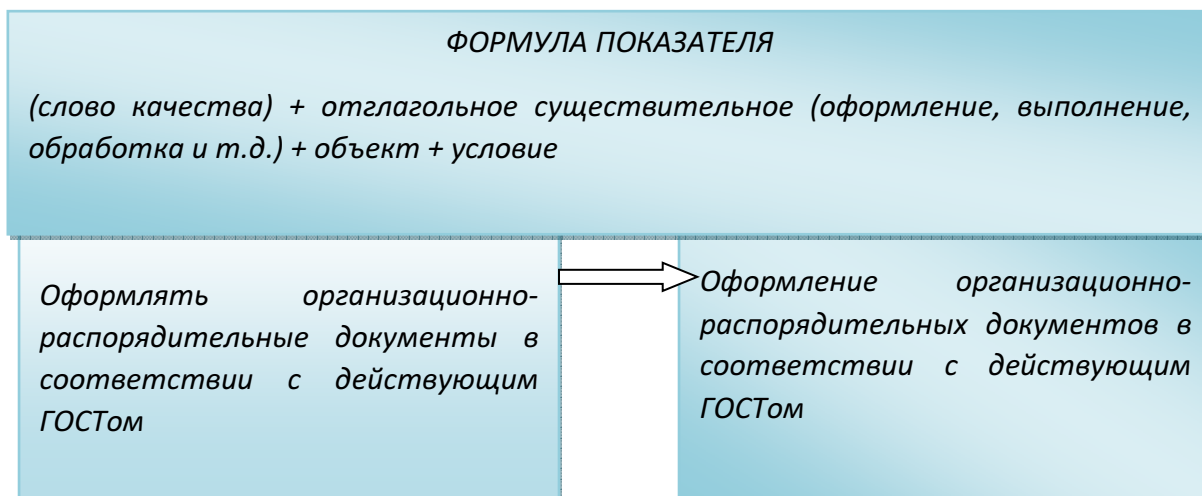 ФОРМУЛА ПОКАЗАТЕЛЯ
(слово качества) + отглагольное существительное (оформление, выполнение,
обработка и т.д.) + объект + условие
Оформлять организационно-
распорядительные документы в
соответствии с действующим
ГОСТом
Оформление организационно-
распорядительных документов в
соответствии с действующим
ГОСТом